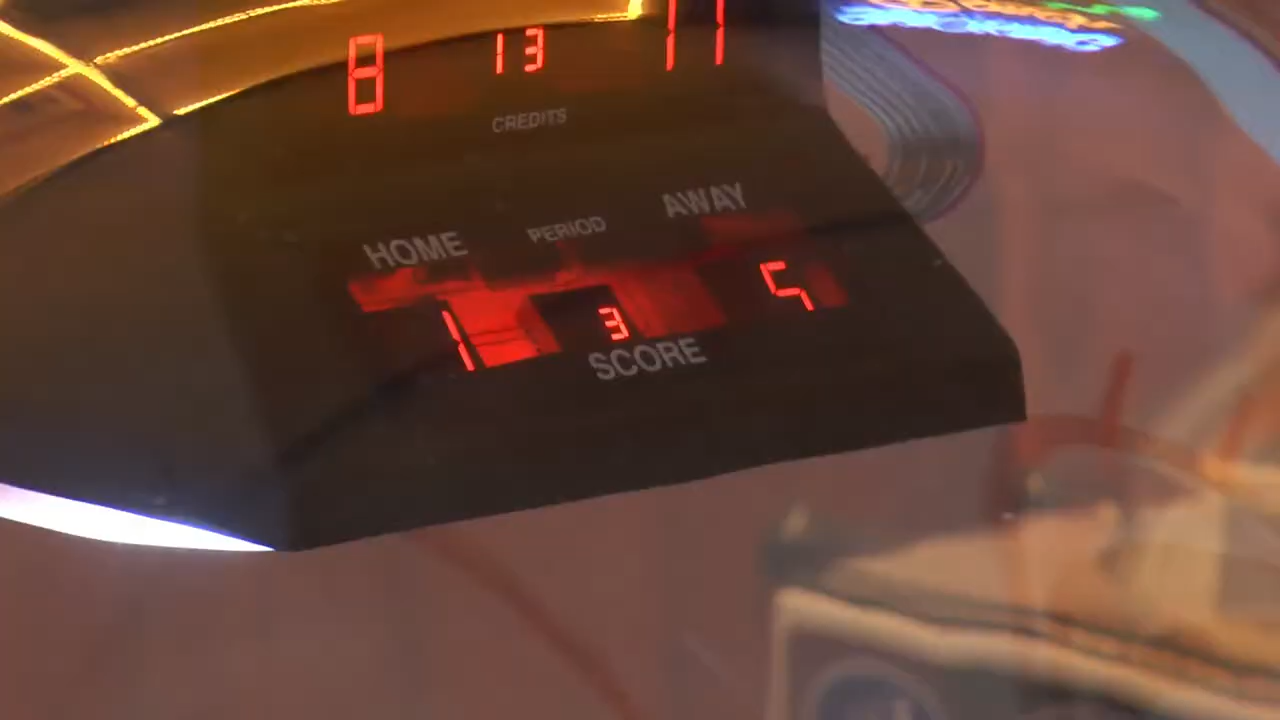 8 13 11
CREDITS
HOME PERIOD AWAY
1 3 5
SCORE